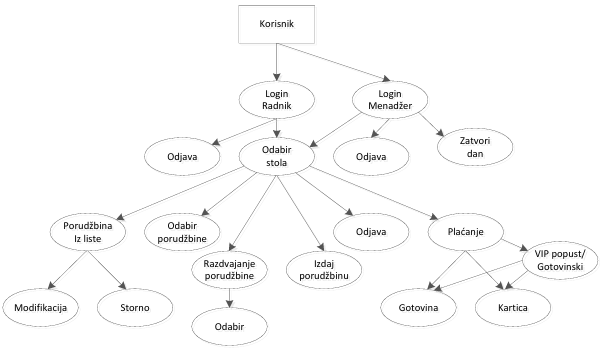 Korisnik
Login
Radnik
Login
Menadžer
Odjava
Odabir
stola
Odjava
Zatvori
dan
Porudžbina
Iz liste
Odabir
porudžbine
Odjava
Plaćanje
Razdvajanje
porudžbine
Izdaj
porudžbinu
VIP popust/
Gotovinski
Modifikacija
Storno
Gotovina
Kartica
Odabir